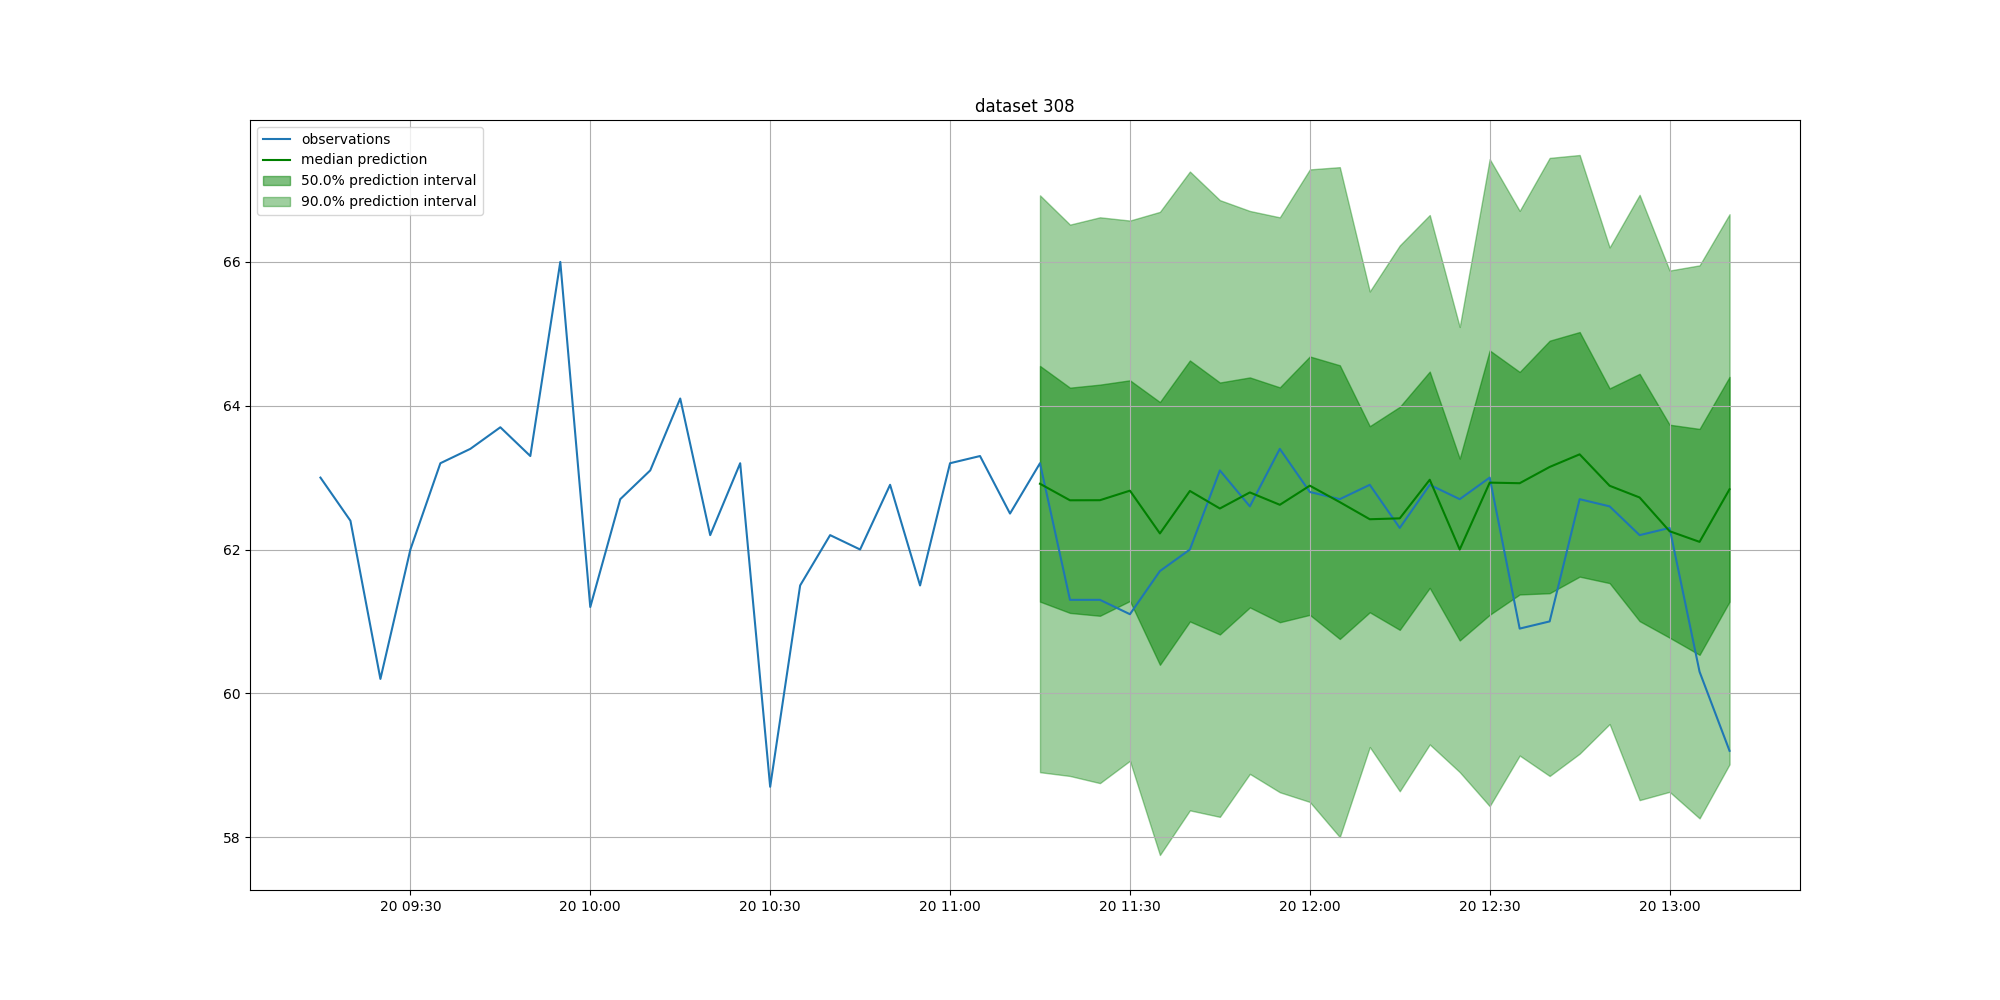 dataset 308
observations
median prediction
50.0% prediction interval
90.0% prediction interval
66
64
62
60
58
20 09:30
20 10:00
20 10:30
20 11:00
20 11:30
20 12:00
20 12:30
20 13:00